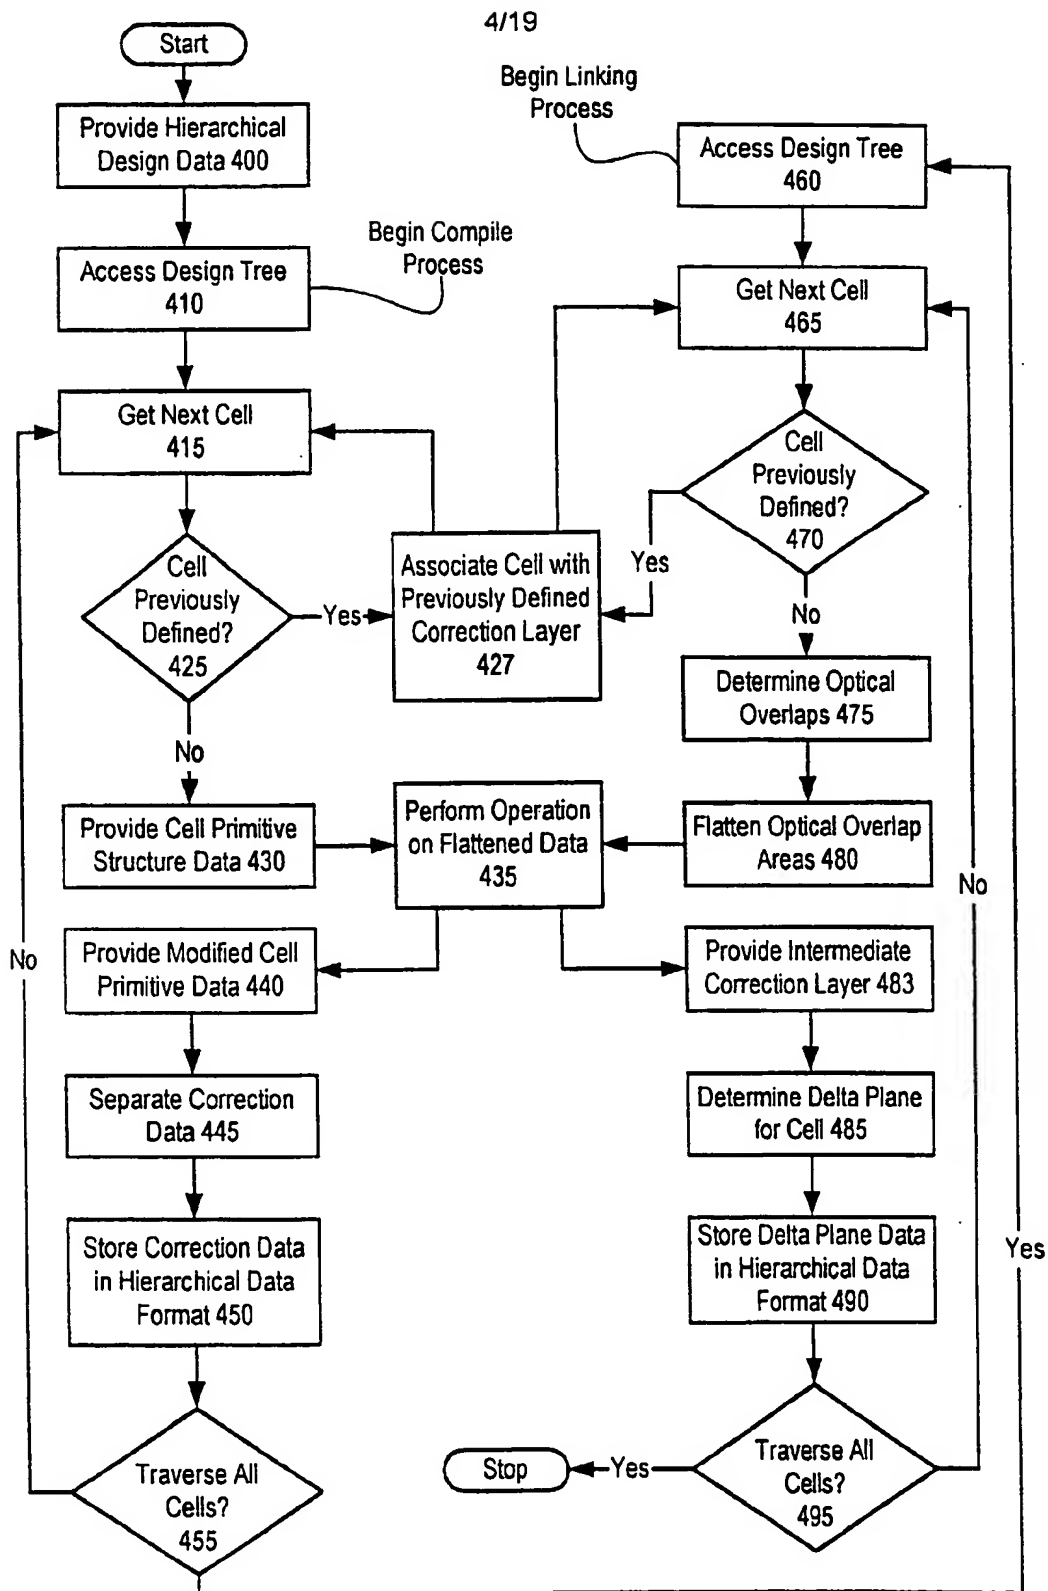 4/19
Start
Provide Hierarchical
Design Data 400
Begin Compile
Process
Access Design Tree
410
Get Next Cell
415
Cell
Previously
Defined?
425
Yes
Associate Cell with
Previously Defined
Correction Layer
427
No
Provide Cell Primitive
Structure Data 430
Perform Operation
on Flattened Data
435
Provide Modified Cell
Primitive Data 440
Separate Correction
Data 445
Store Correction Data
in Hierarchical Data
Format 450
Traverse All
Cells?
455
No
Begin Linking
Process
Access Design Tree
460
Get Next Cell
465
Cell
Previously
Defined?
470
Yes
No
Determine Optical
Overlaps 475
Flatten Optical Overlap
Areas 480
Provide Intermediate
Correction Layer 483
Determine Delta Plane
for Cell 485
Store Delta Plane Data
in Hierarchical Data
Format 490
Traverse All
Cells?
495
Yes
Stop
No
Yes